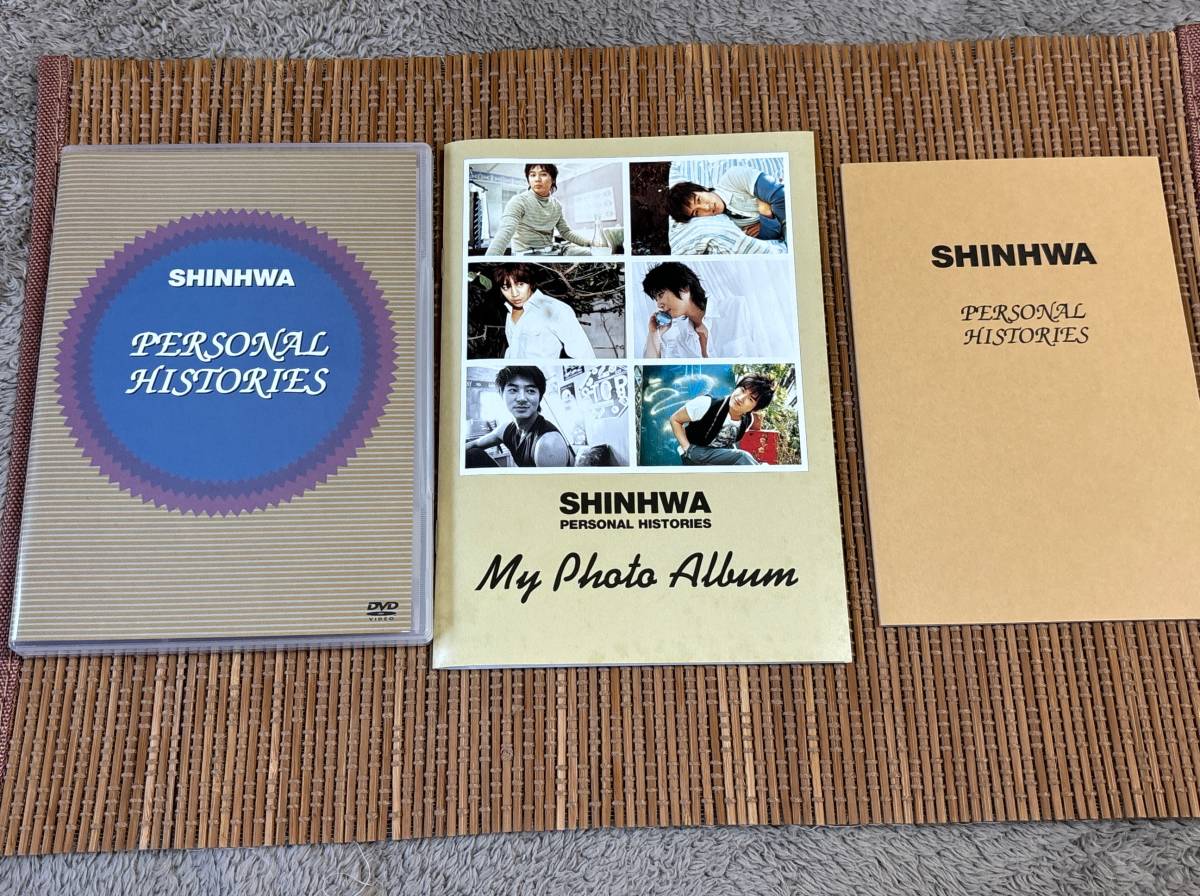 SHINHWA
PERSONAL
HISTORIES
DVD
VIDEO
SHINHWA
PERSONAL HISTORIES
My Photo Album
SHINHWA
PERSONAL
HISTORIES